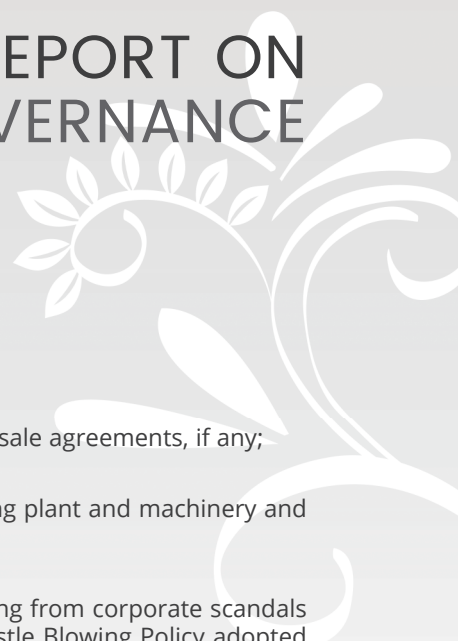 EPORT ON
VERNANCE
sale agreements, if any;
ng plant and machinery and
ng from corporate scandals
stle Blowing Policy adopted